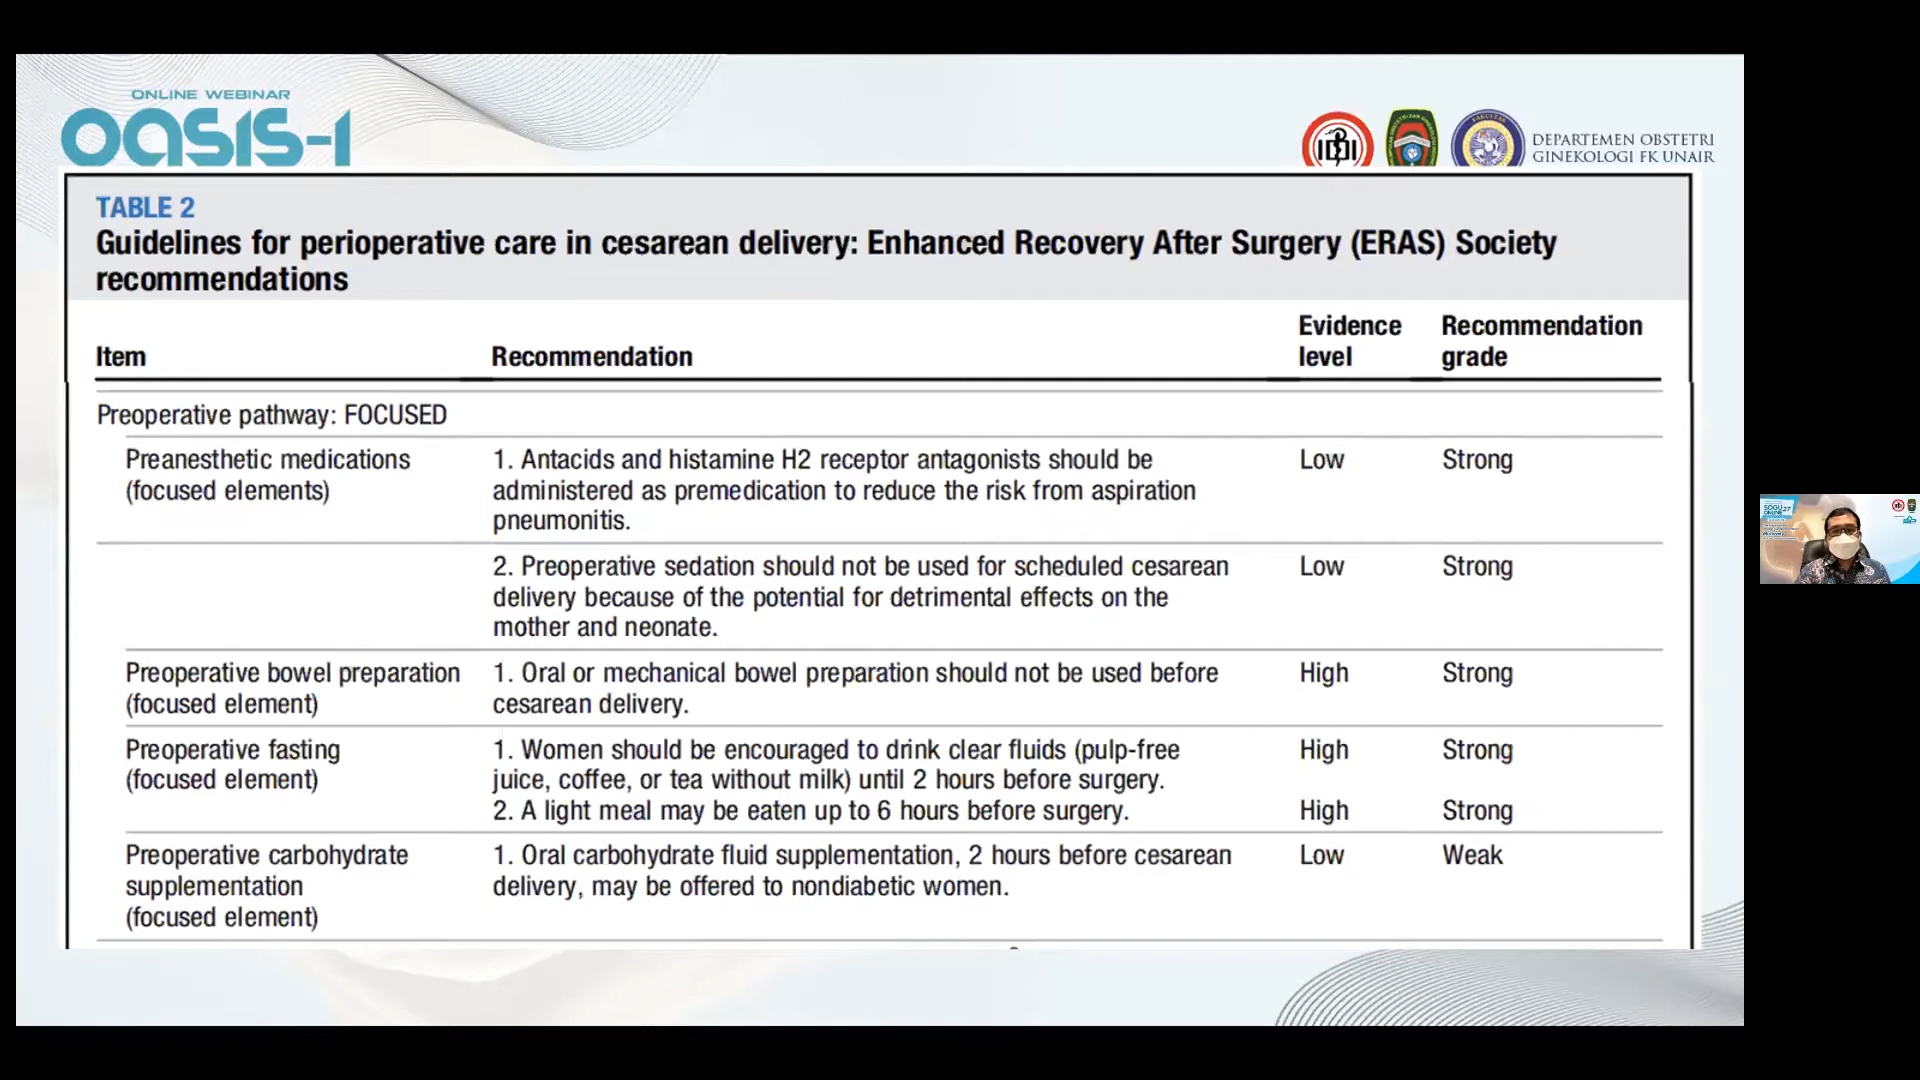 ONLINE WEBINAR
OASIS-1
IDI
FAKULTAS
DEPARTEMEN OBSTETRI
GINEKOLOGI FK UNAIR
TABLE 2
Guidelines for perioperative care in cesarean delivery: Enhanced Recovery After Surgery (ERAS) Society
recommendations
Item Recommendation Evidence level Recommendation grade
Preoperative pathway: FOCUSED
Preanesthetic medications 1. Antacids and histamine H2 receptor antagonists should be Low Strong
(focused elements) administered as premedication to reduce the risk from aspiration
pneumonitis.
2. Preoperative sedation should not be used for scheduled cesarean Low Strong
delivery because of the potential for detrimental effects on the
mother and neonate.
Preoperative bowel preparation 1. Oral or mechanical bowel preparation should not be used before High Strong
(focused element) cesarean delivery.
Preoperative fasting 1. Women should be encouraged to drink clear fluids (pulp-free High Strong
(focused element) juice, coffee, or tea without milk) until 2 hours before surgery.
2. A light meal may be eaten up to 6 hours before surgery. High Strong
Preoperative carbohydrate 1. Oral carbohydrate fluid supplementation, 2 hours before cesarean Low Weak
supplementation delivery, may be offered to nondiabetic women.
(focused element)
SOGU 27
ONLINE